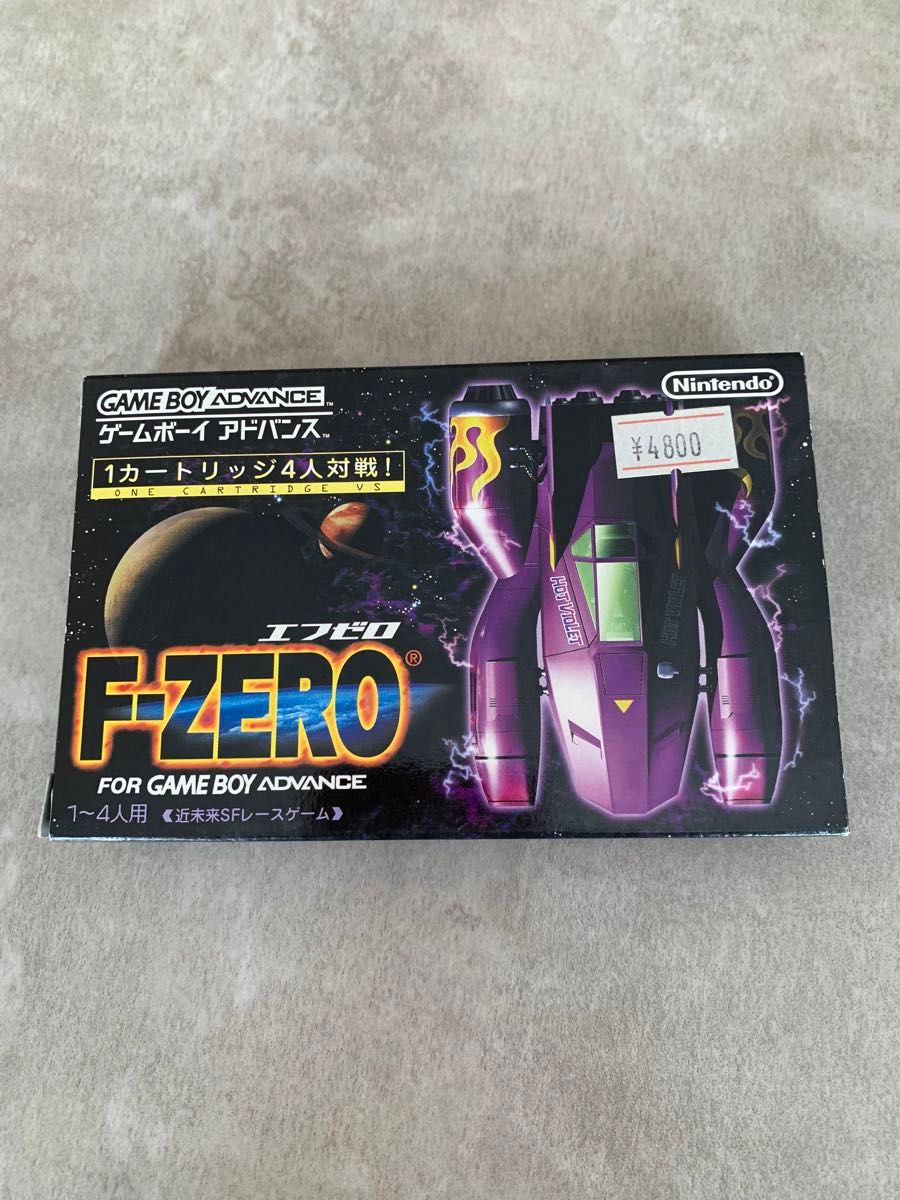 GAME BOY ADVANCE™
ゲームボーイ アドバンス™
Nintendo®
¥4800
1カートリッジ4人対戦!
ONE CARTRIDGE VS
HOT VIOLET
HOT VIOLET
エフゼロ
F-ZERO®
FOR GAME BOY ADVANCE
1〜4人用 《近未来SFレースゲーム》